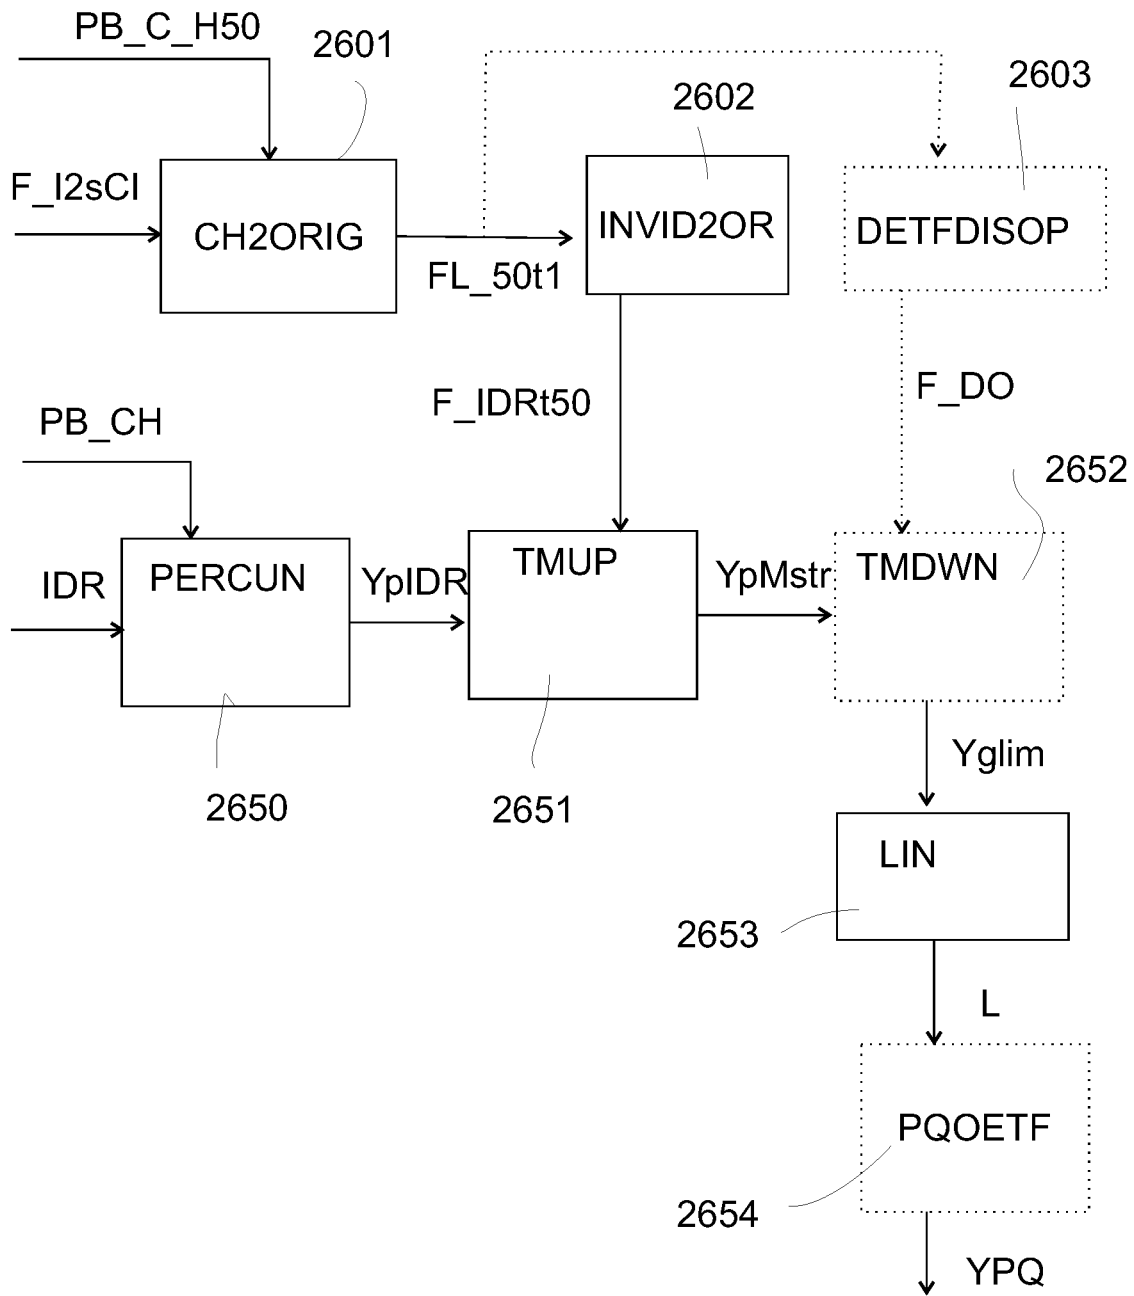 PB_C_H50
2601
2603
2602
F_I2sCI
CH2ORIG
INVID2OR
DETFDISOP
FL_50t1
F_IDRt50
F_DO
PB_CH
2652
IDR
PERCUN
YpIDR
TMUP
YpMstr
TMDWN
Yglim
2650
2651
LIN
2653
L
PQOETF
2654
YPQ